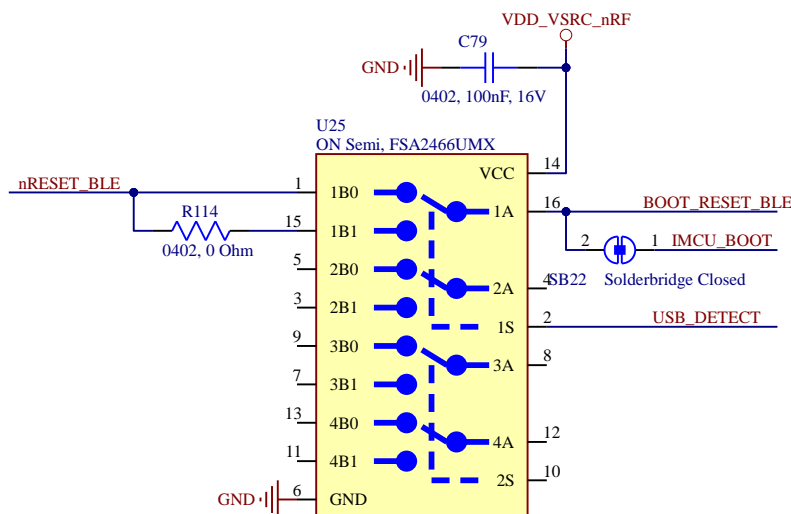 VDD_VSRC_nRF
C79
GND
0402, 100nF, 16V
U25
ON Semi, FSA2466UMX
VCC 14
nRESET_BLE 1 1B0
1A 16 BOOT_RESET_BLE
R114
15 1B1
0402, 0 Ohm
2 1 IMCU_BOOT
SB22 Solderbridge Closed
5 2B0
2A 4
3 2B1
1S 2 USB_DETECT
9 3B0
3A 8
7 3B1
13 4B0
4A 12
11 4B1
2S 10
GND 6 GND